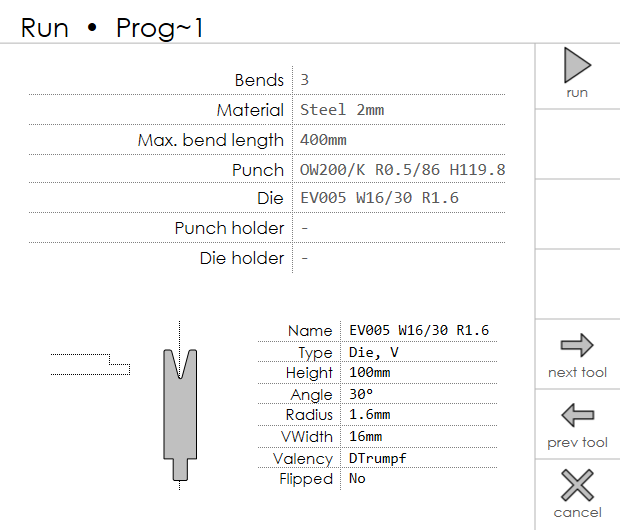 Run • Prog~1
Bends 3
Material Steel 2mm
Max. bend length 400mm
Punch OW200/K R0.5/86 H119.8
Die EV005 W16/30 R1.6
Punch holder -
Die holder -
Name EV005 W16/30 R1.6
Type Die, V
Height 100mm
Angle 30°
Radius 1.6mm
VWidth 16mm
Valency DTrumpf
Flipped No
run
next tool
prev tool
cancel